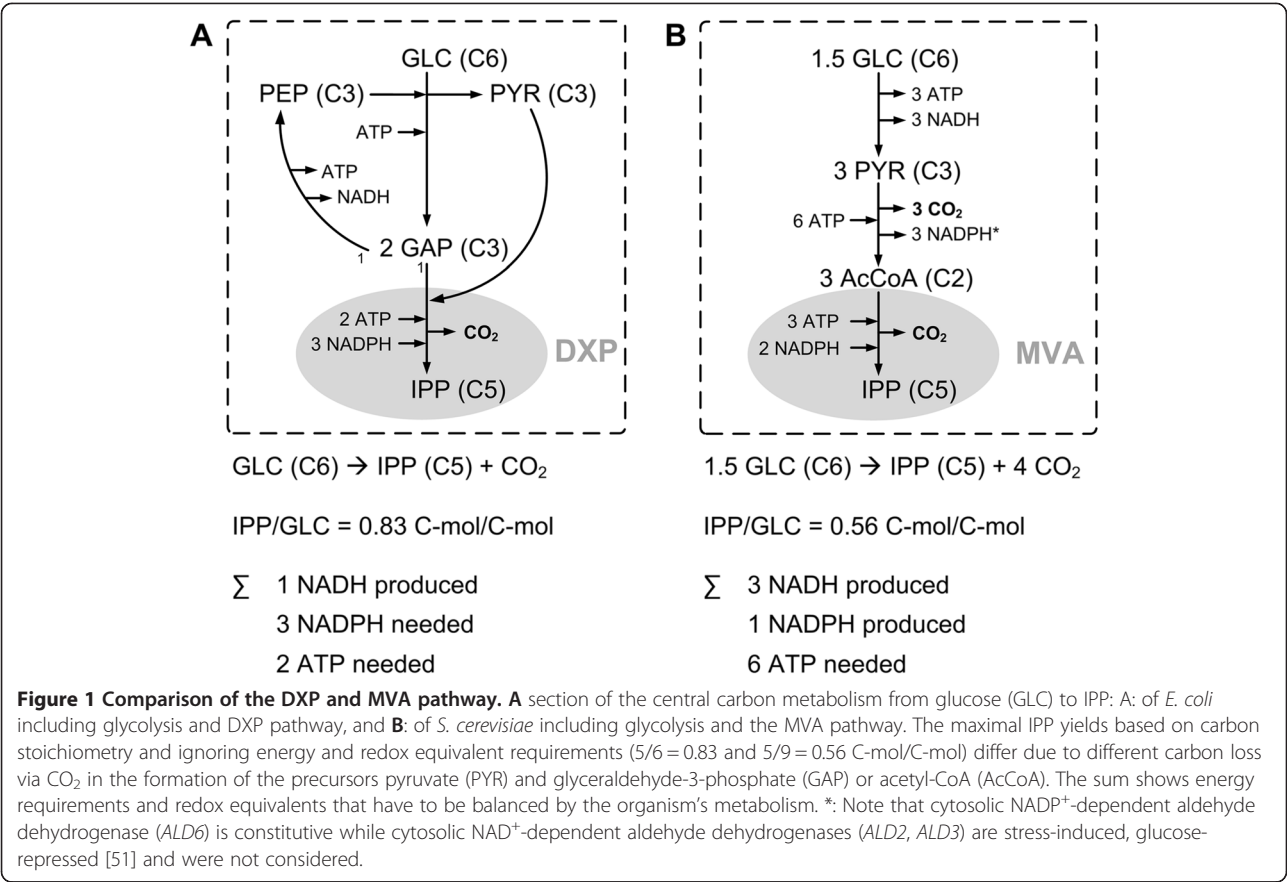 A
GLC (C6)
PEP (C3)
PYR (C3)
ATP
ATP
NADH
1
2 GAP (C3)
1
2 ATP
3 NADPH
CO₂
DXP
IPP (C5)
GLC (C6) → IPP (C5) + CO₂
IPP/GLC = 0.83 C-mol/C-mol
∑ 1 NADH produced
3 NADPH needed
2 ATP needed
B
1.5 GLC (C6)
3 ATP
3 NADH
3 PYR (C3)
6 ATP
3 CO₂
3 NADPH*
3 AcCoA (C2)
3 ATP
2 NADPH
CO₂
MVA
IPP (C5)
1.5 GLC (C6) → IPP (C5) + 4 CO₂
IPP/GLC = 0.56 C-mol/C-mol
∑ 3 NADH produced
1 NADPH produced
6 ATP needed
Figure 1 Comparison of the DXP and MVA pathway. A section of the central carbon metabolism from glucose (GLC) to IPP: A: of E. coli
including glycolysis and DXP pathway, and B: of S. cerevisiae including glycolysis and the MVA pathway. The maximal IPP yields based on carbon
stoichiometry and ignoring energy and redox equivalent requirements (5/6 = 0.83 and 5/9 = 0.56 C-mol/C-mol) differ due to different carbon loss
via CO₂ in the formation of the precursors pyruvate (PYR) and glyceraldehyde-3-phosphate (GAP) or acetyl-CoA (AcCoA). The sum shows energy
requirements and redox equivalents that have to be balanced by the organism's metabolism. *: Note that cytosolic NADP⁺-dependent aldehyde
dehydrogenase (ALD6) is constitutive while cytosolic NAD⁺-dependent aldehyde dehydrogenases (ALD2, ALD3) are stress-induced, glucose-
repressed [51] and were not considered.